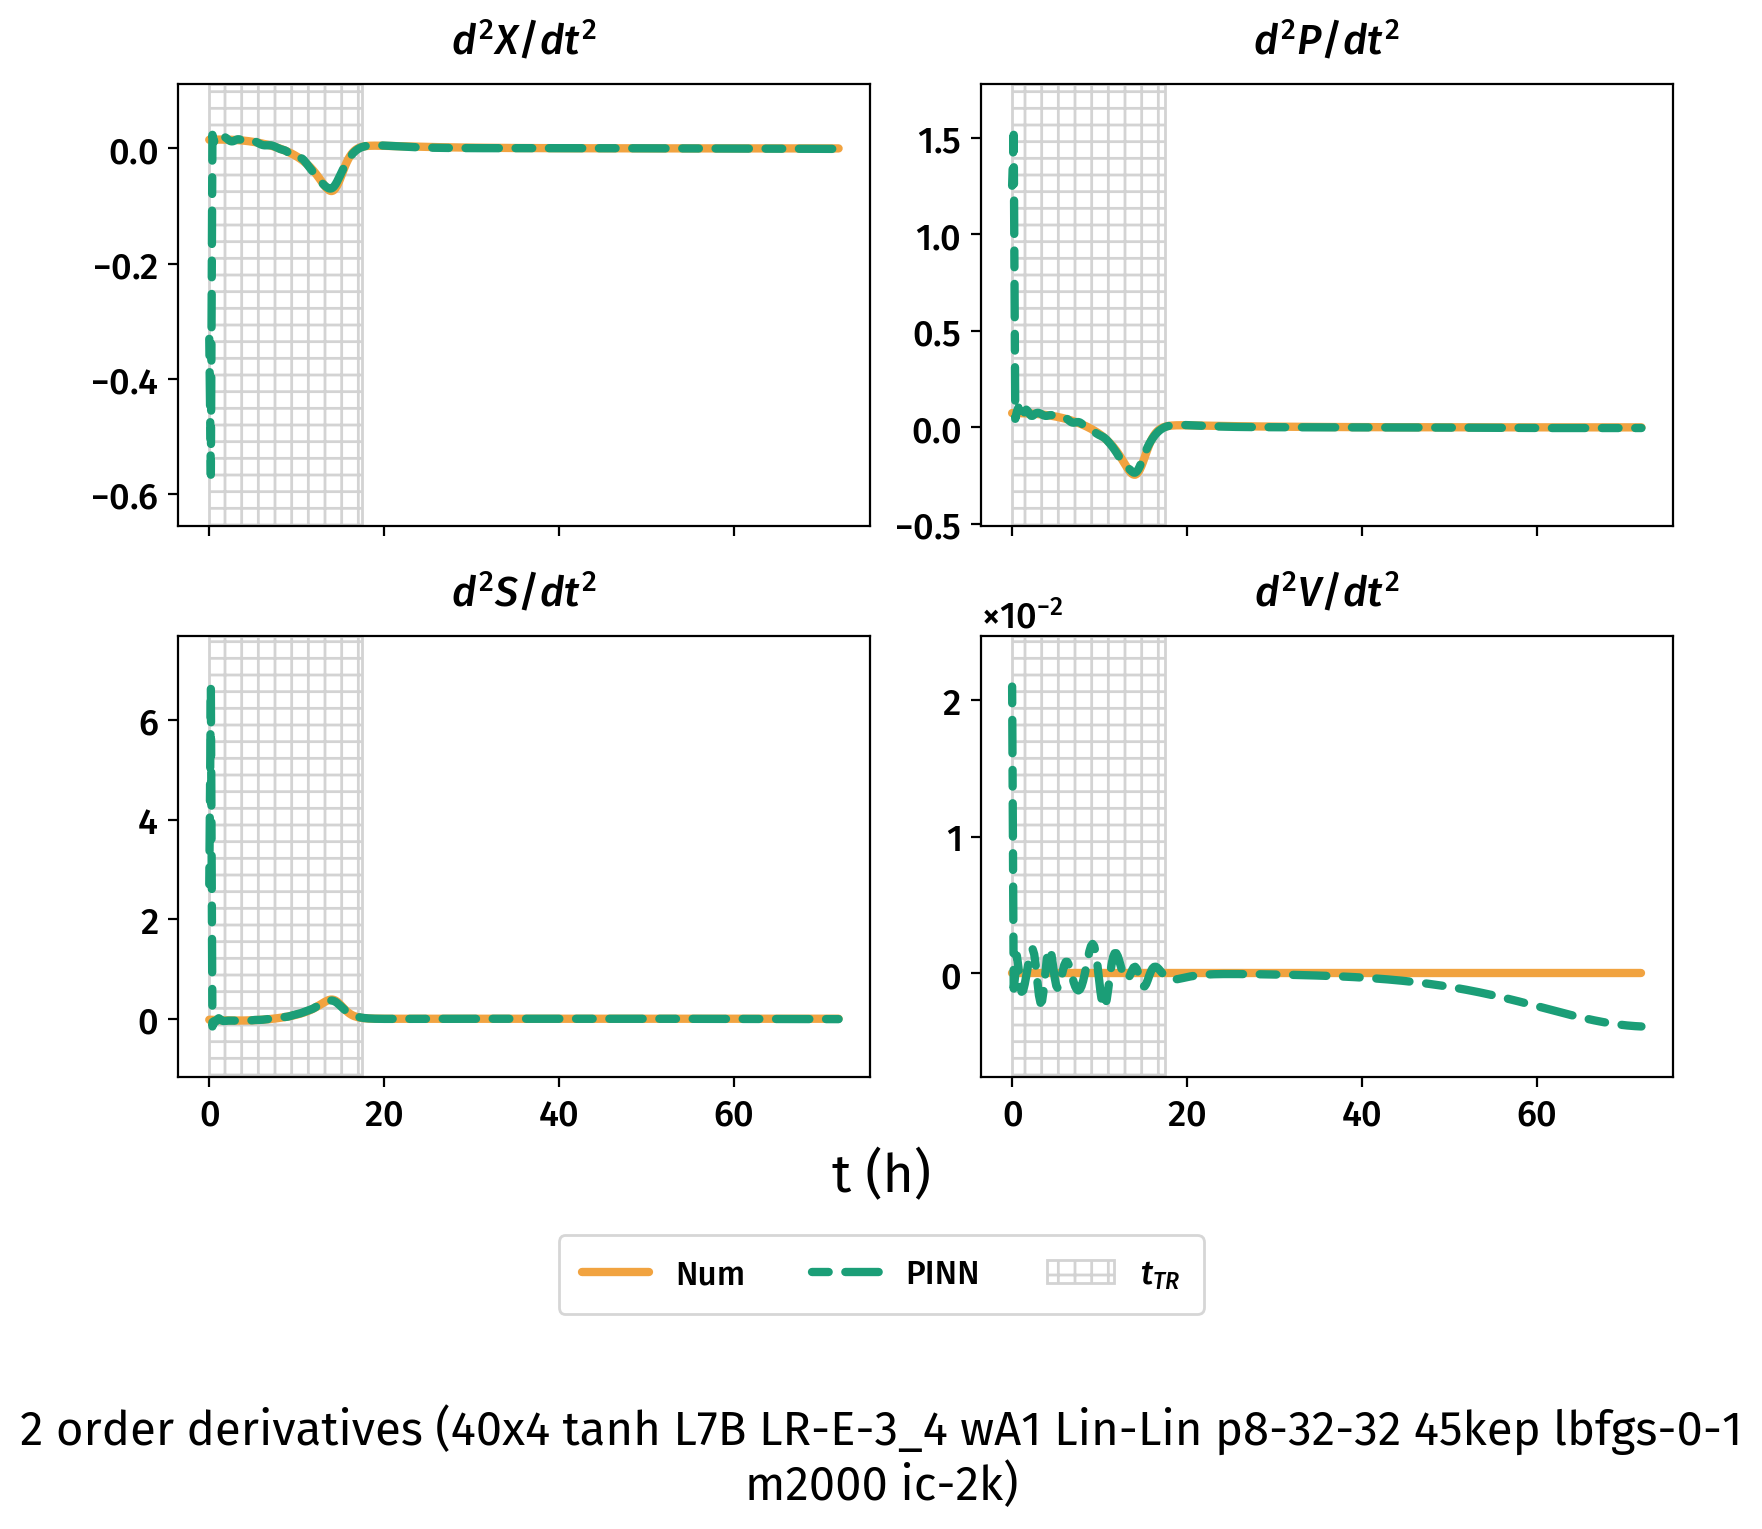 d²X/dt²
d²P/dt²
0.0
−0.2
−0.4
−0.6
1.5
1.0
0.5
0.0
−0.5
d²S/dt²
d²V/dt²
×10⁻²
6
4
2
0
2
1
0
0 20 40 60
0 20 40 60
t (h)
Num PINN t_TR
2 order derivatives (40x4 tanh L7B LR-E-3_4 wA1 Lin-Lin p8-32-32 45kep lbfgs-0-1
m2000 ic-2k)